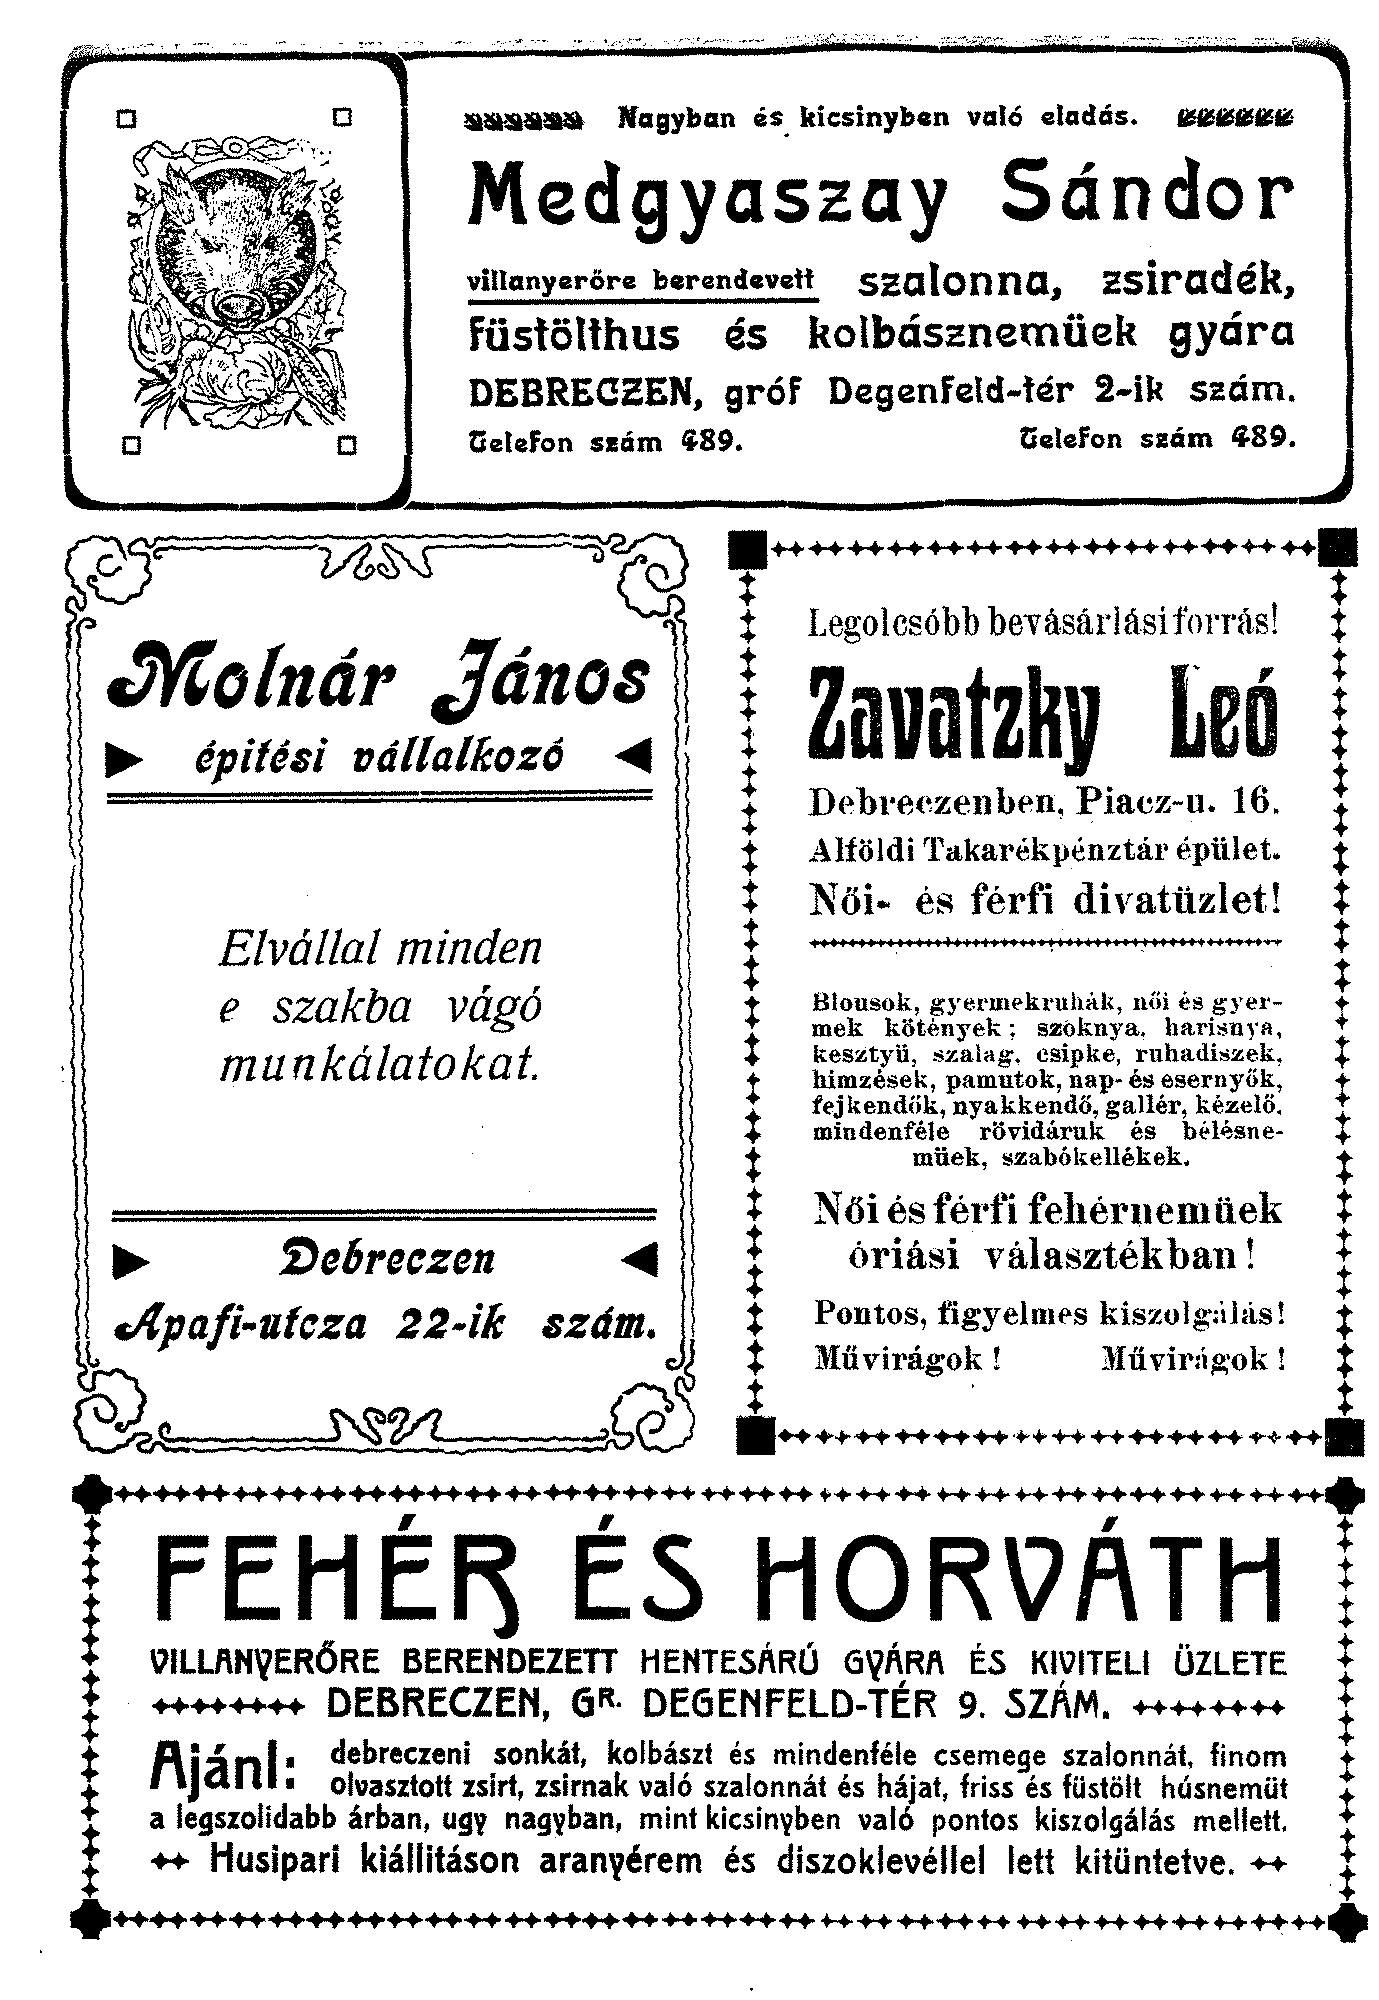 Nagyban és kicsinyben való eladás.
Medgyaszay Sándor
villanyerőre berendevett szalonna, zsiradék,
füstölthus és kolbásznemüek gyára
DEBRECZEN, gróf Degenfeld-tér 2-ik szám.
Telefon szám 489. Telefon szám 489.
Molnár János
épitési vállalkozó
Elvállal minden
e szakba vágó
munkálatokat.
Debreczen
Apafi-utcza 22-ik szám.
Legolcsóbb bevásárlási forrás!
Zavatzky Leó
Debreczenben, Piacz-u. 16.
Alföldi Takarékpénztár épület.
Női- és férfi divatüzlet!
Blousok, gyermekruhák, női és gyer-
mek kötények; szoknya, harisnya,
kesztyü, szalag, csipke, ruhadiszek,
himzések, pamutok, nap- és esernyők,
fejkendők, nyakkendő, gallér, kézelő,
mindenféle rövidáruk és bélésne-
müek, szabókellékek.
Női és férfi fehérnemüek
óriási választékban!
Pontos, figyelmes kiszolgálás!
Művirágok! Művirágok!
FEHÉR ÉS HORVÁTH
VILLANYERŐRE BERENDEZETT HENTESÁRÚ GYÁRA ÉS KIVITELI ÜZLETE
DEBRECZEN, GR. DEGENFELD-TÉR 9. SZÁM.
Ajánl: debreczeni sonkát, kolbászt és mindenféle csemege szalonnát, finom
olvasztott zsirt, zsirnak való szalonnát és hájat, friss és füstölt húsnemüt
a legszolidabb árban, ugy nagyban, mint kicsinyben való pontos kiszolgálás mellett.
Husipari kiállitáson aranyérem és diszoklevéllel lett kitüntetve.